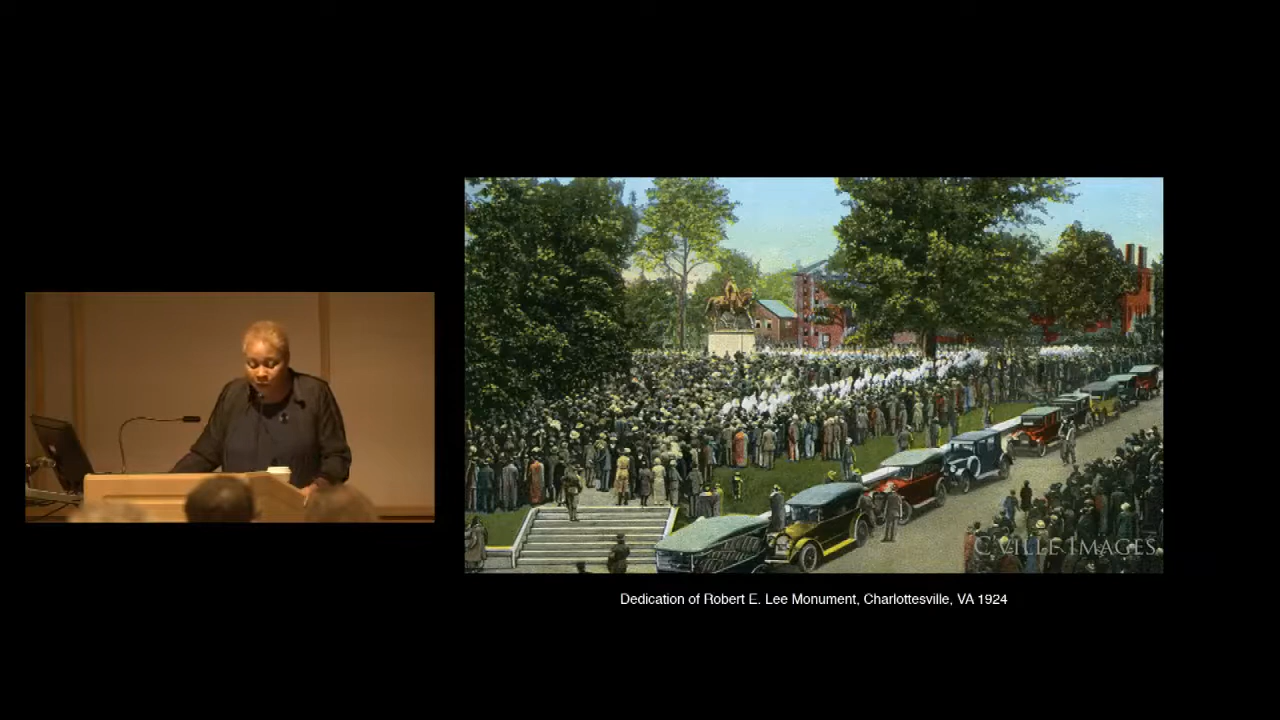 C'VILLE IMAGES
Dedication of Robert E. Lee Monument, Charlottesville, VA 1924